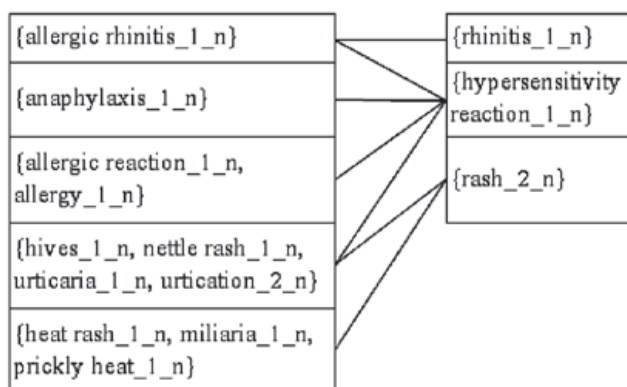 {allergic rhinitis_1_n}
{anaphylaxis_1_n}
{allergic reaction_1_n,
allergy_1_n}
{hives_1_n, nettle rash_1_n,
urticaria_1_n, urtication_2_n}
{heat rash_1_n, miliaria_1_n,
prickly heat_1_n}
{rhinitis_1_n}
{hypersensitivity
reaction_1_n}
{rash_2_n}